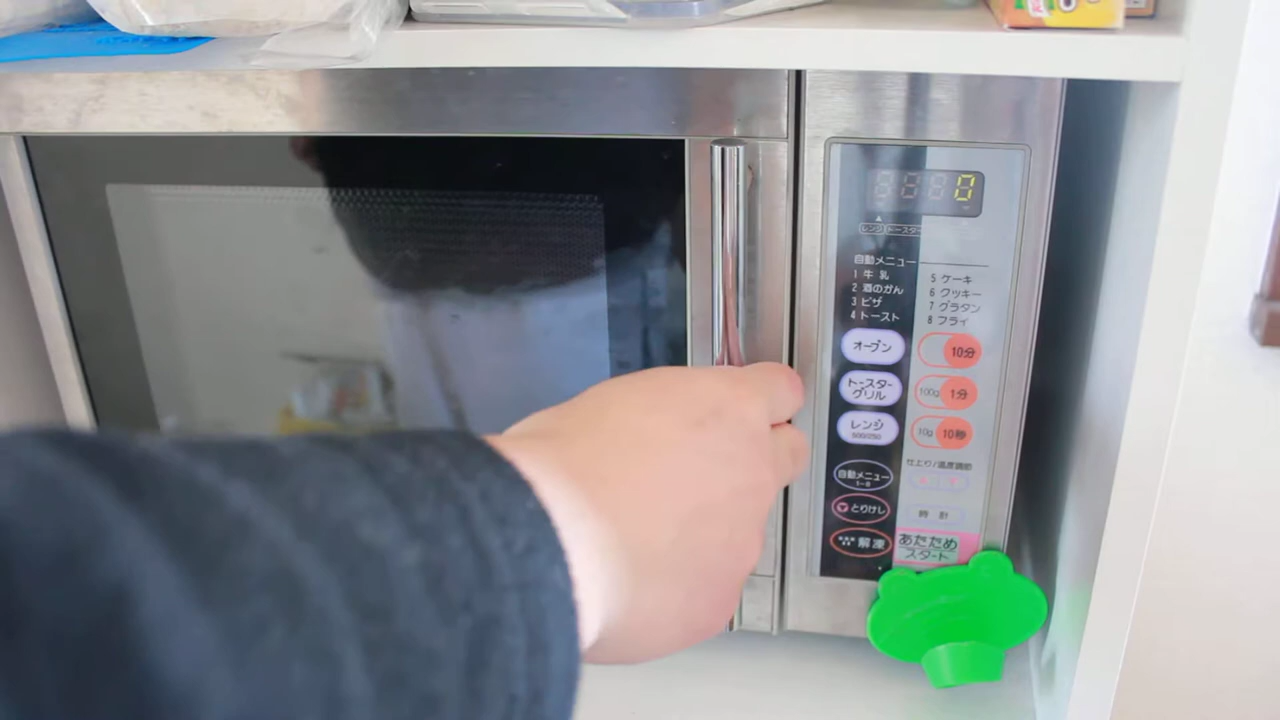 0
レンジ トースター
自動メニュー
1 牛乳
2 酒のかん
3 ピザ
4 トースト
5 ケーキ
6 クッキー
7 グラタン
8 フライ
オーブン
10分
トースター
グリル
100g 1分
レンジ
500/200
10g 10秒
仕上り/温度調節
自動メニュー
1-8
とりけし
時計
解凍
あたため
スタート